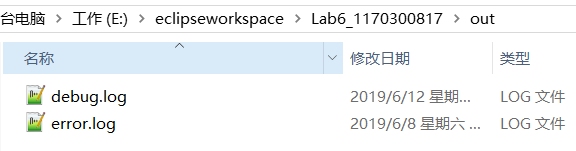 台电脑 > 工作 (E:) > eclipseworkspace > Lab6_1170300817 > out
名称 修改日期 类型
debug.log 2019/6/12 星期... LOG 文件
error.log 2019/6/8 星期六 ... LOG 文件